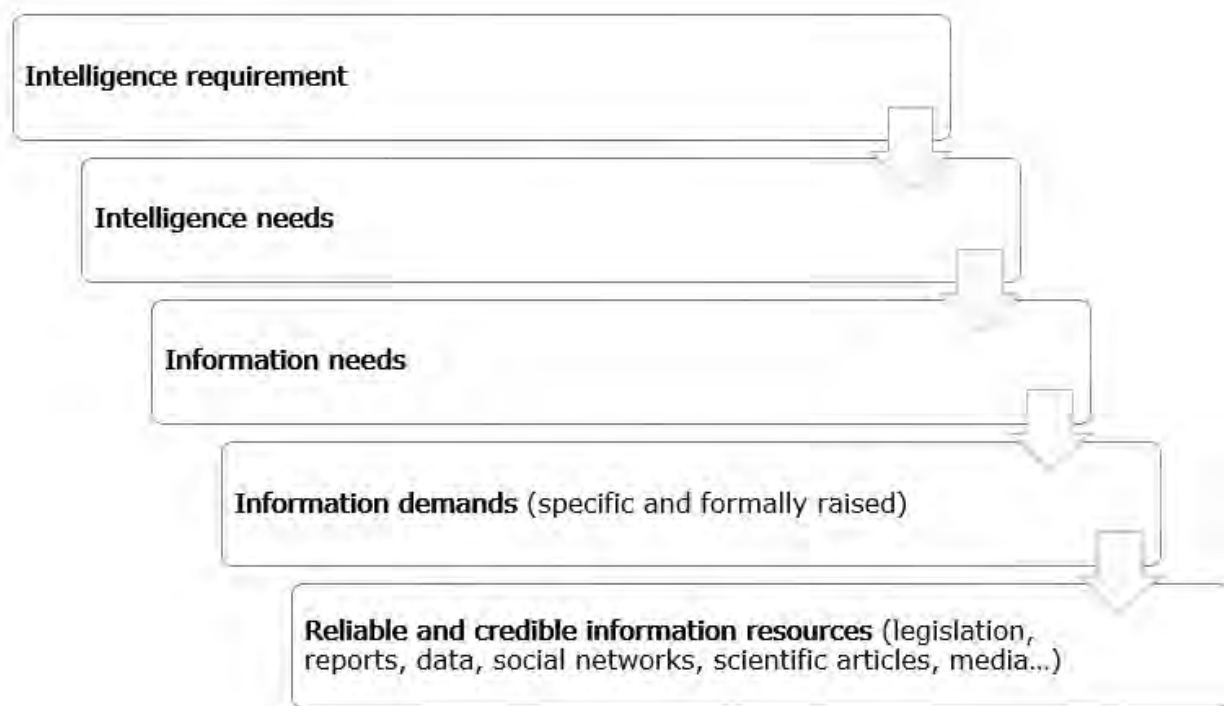 Intelligence requirement
Intelligence needs
Information needs
Information demands (specific and formally raised)
Reliable and credible information resources (legislation,
reports, data, social networks, scientific articles, media…)